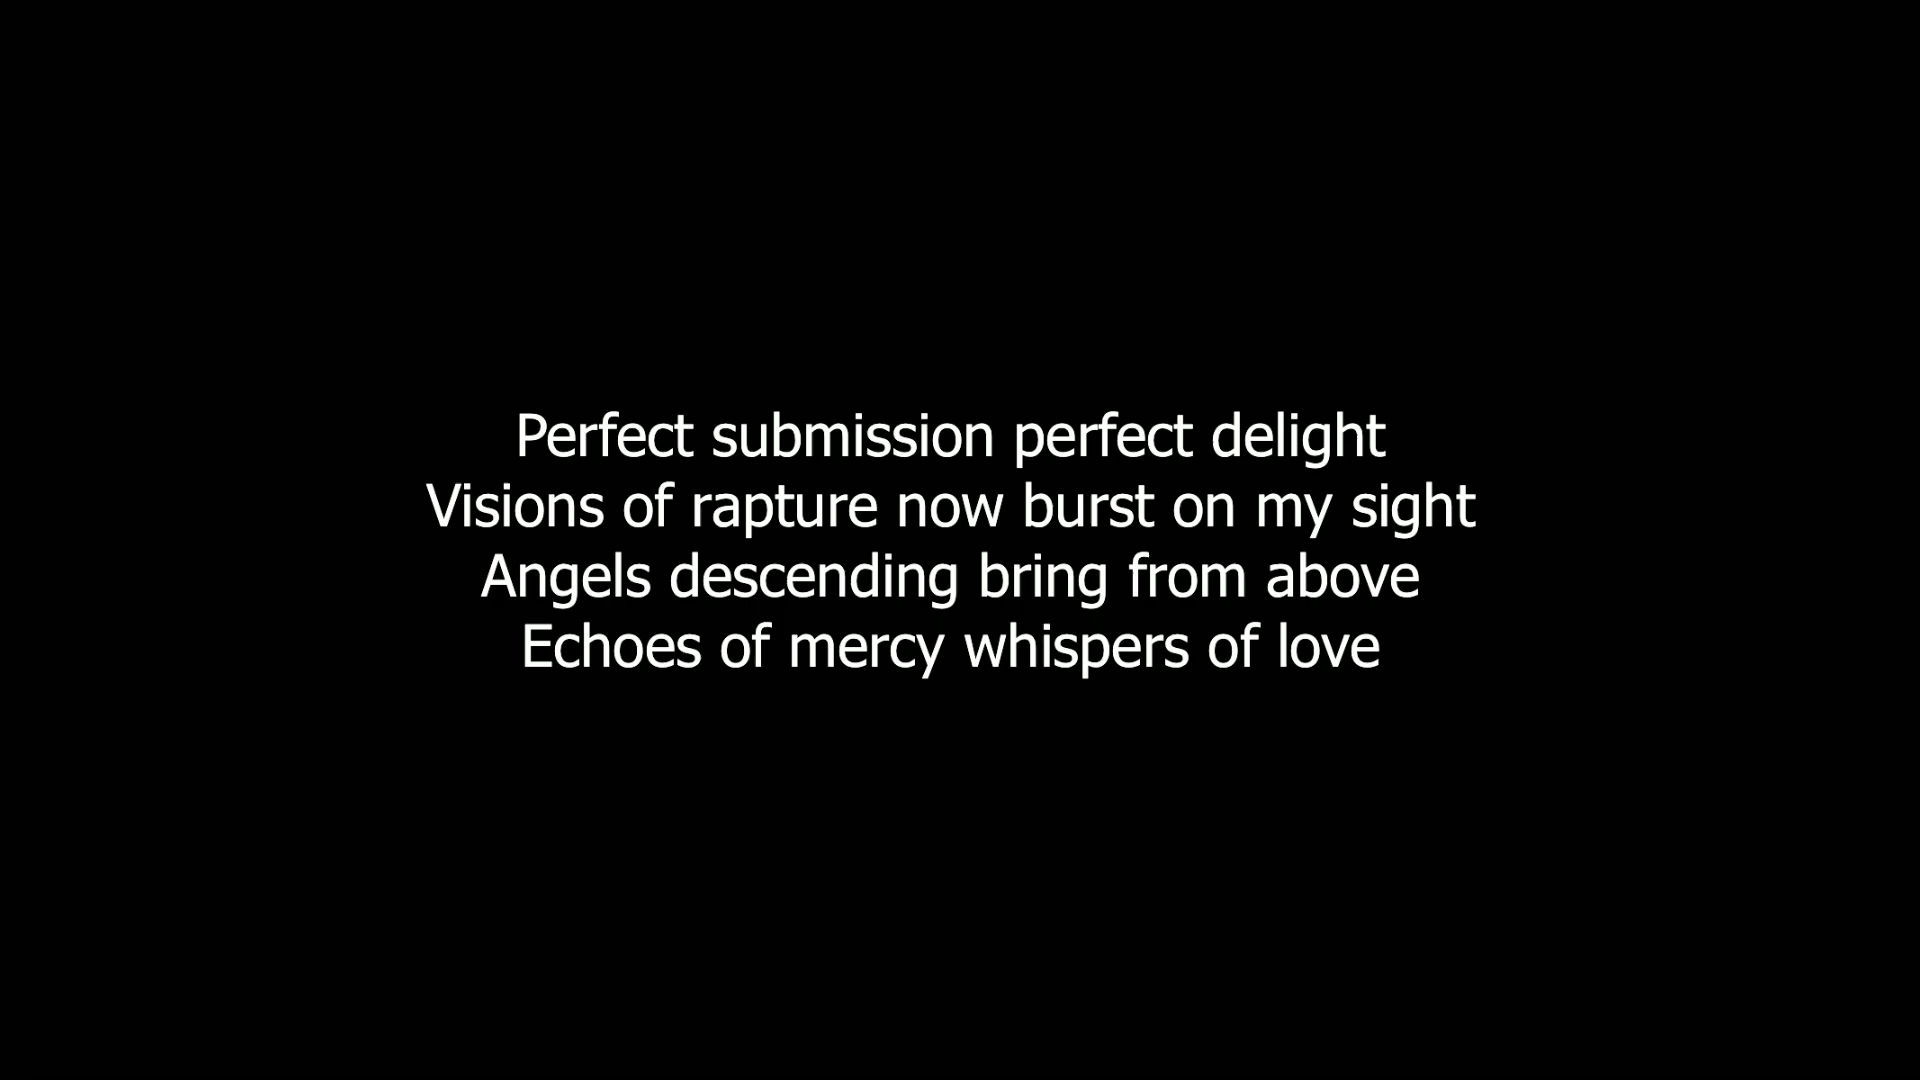 Perfect submission perfect delight
Visions of rapture now burst on my sight
Angels descending bring from above
Echoes of mercy whispers of love